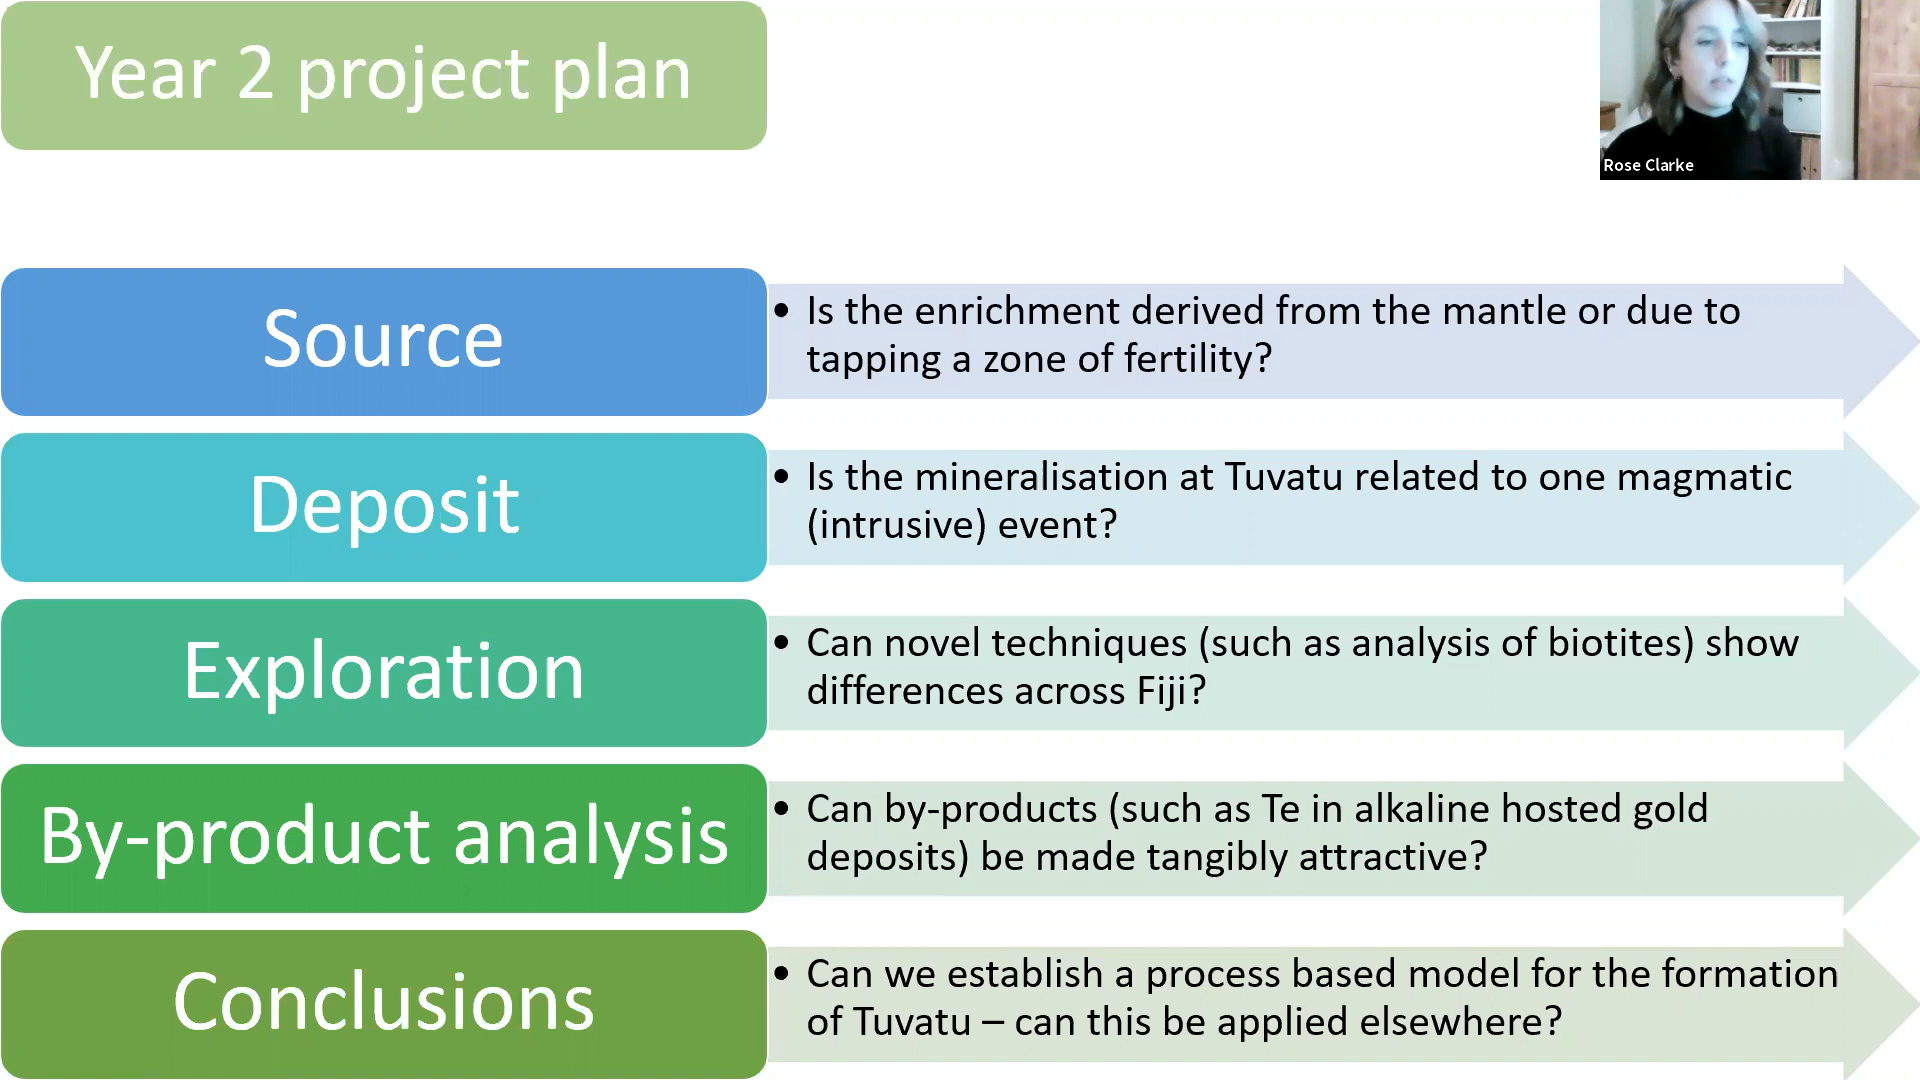 Year 2 project plan
Rose Clarke
Source
• Is the enrichment derived from the mantle or due to
tapping a zone of fertility?
Deposit
• Is the mineralisation at Tuvatu related to one magmatic
(intrusive) event?
Exploration
• Can novel techniques (such as analysis of biotites) show
differences across Fiji?
By-product analysis
• Can by-products (such as Te in alkaline hosted gold
deposits) be made tangibly attractive?
Conclusions
• Can we establish a process based model for the formation
of Tuvatu – can this be applied elsewhere?